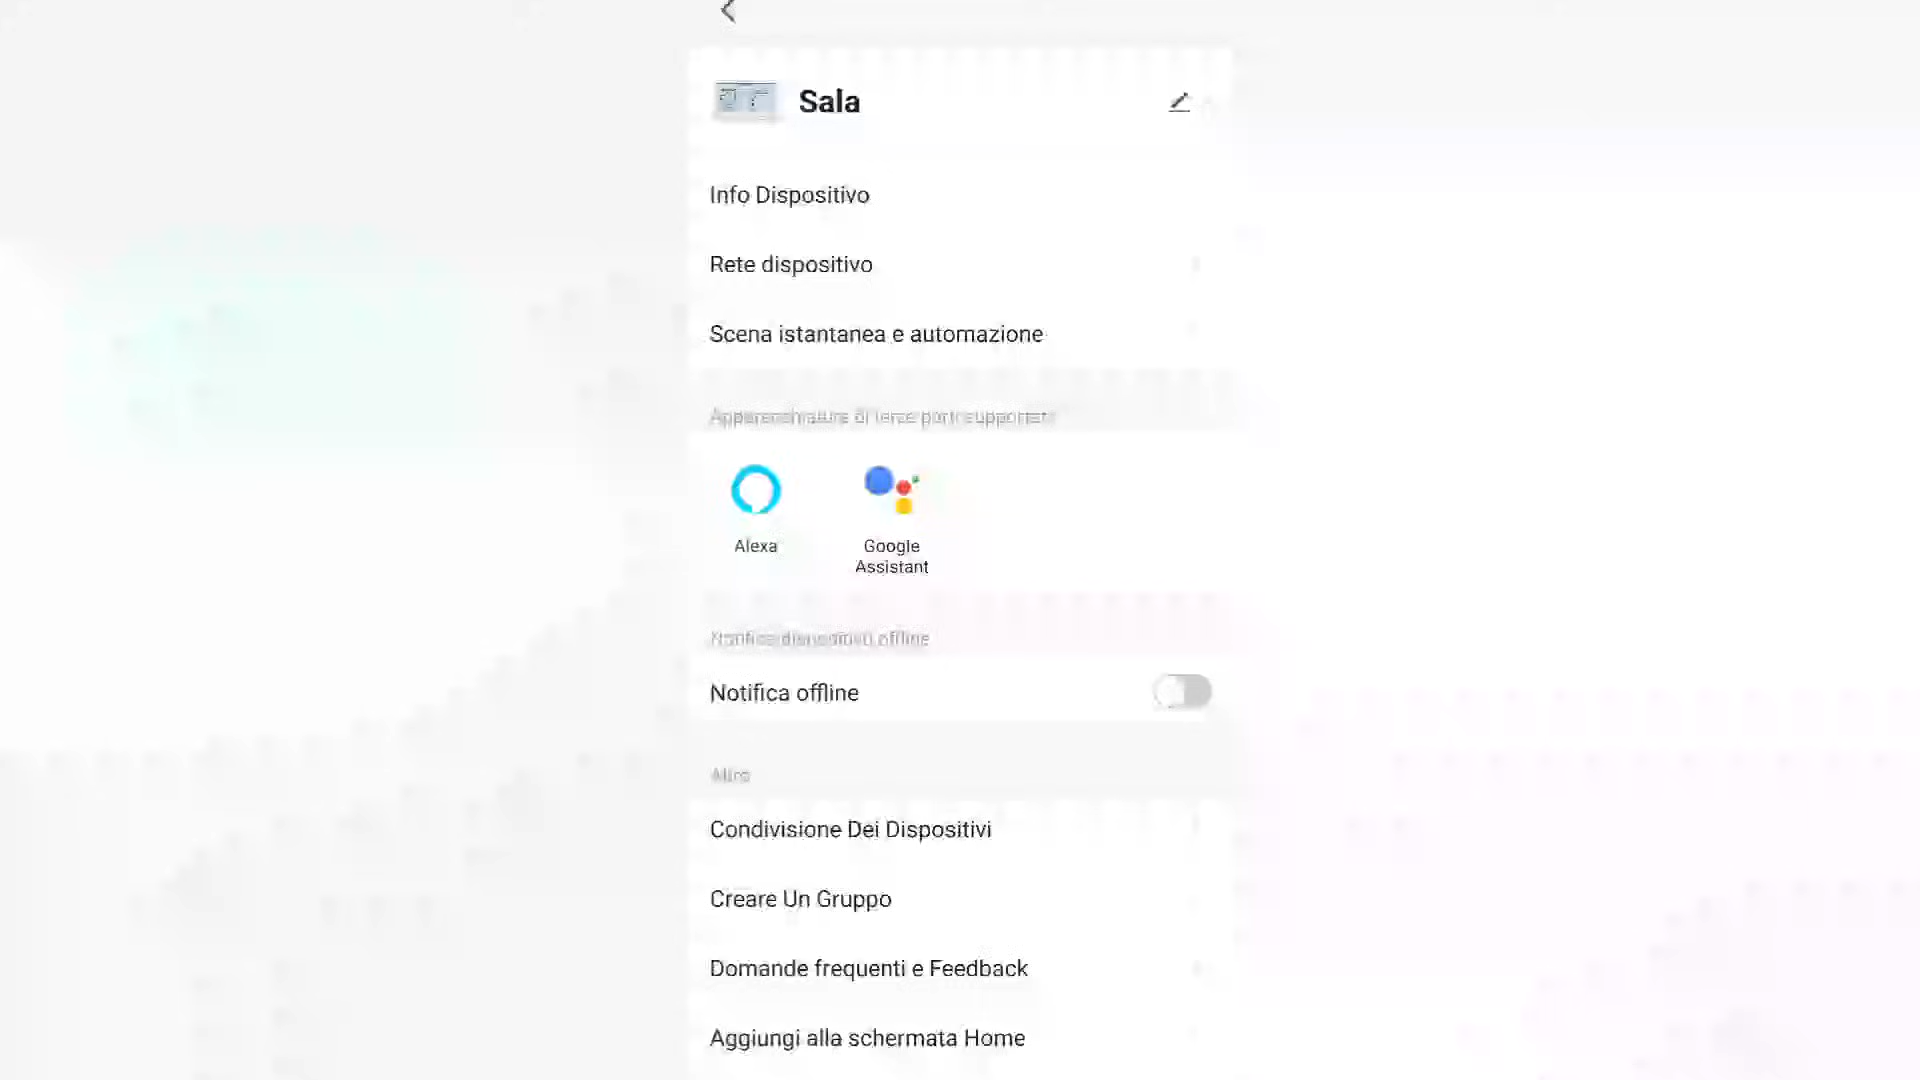 Sala
Info Dispositivo
Rete dispositivo
Scena istantanea e automazione
Apparecchiature di terze parti supportate
Alexa
Google
Assistant
Notifica dispositivo offline
Notifica offline
Altro
Condivisione Dei Dispositivi
Creare Un Gruppo
Domande frequenti e Feedback
Aggiungi alla schermata Home